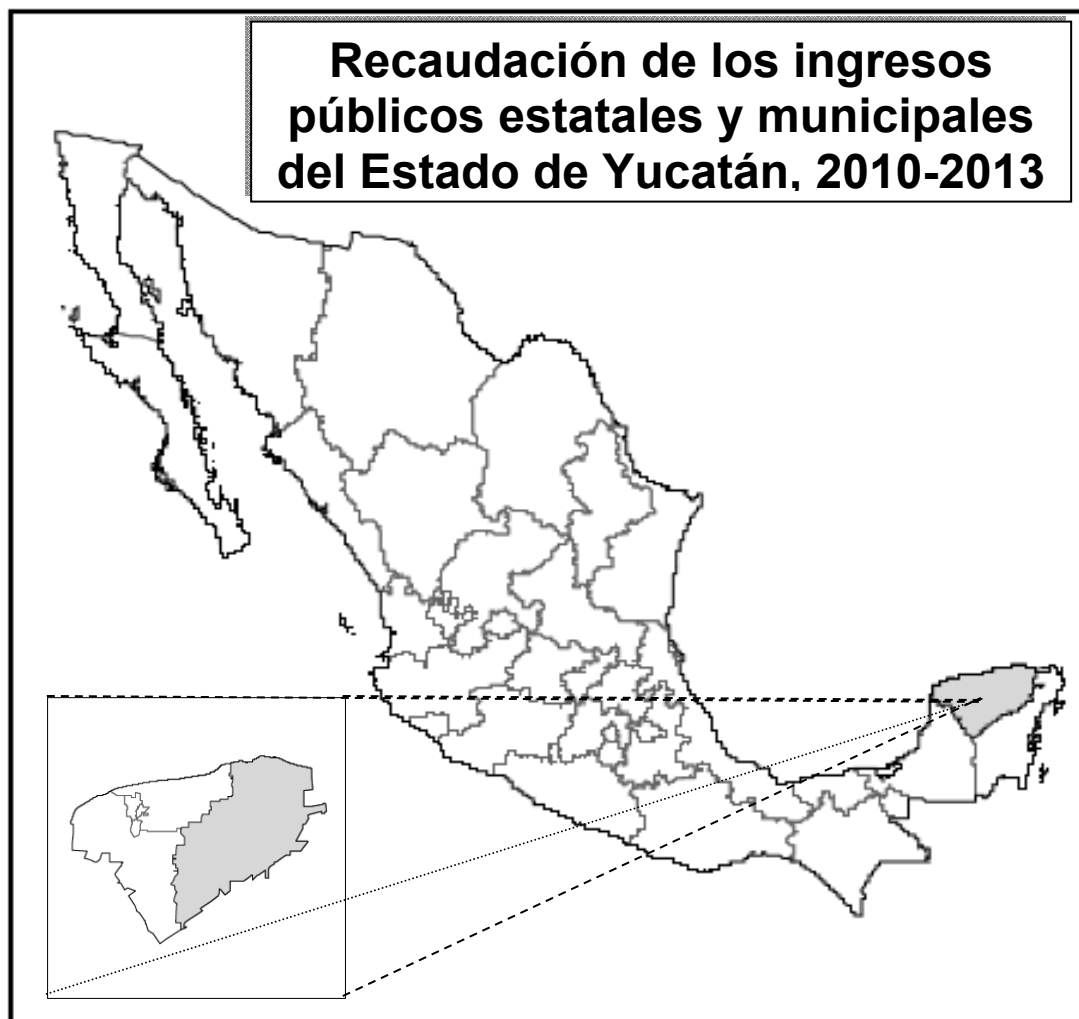 Recaudación de los ingresos
públicos estatales y municipales
del Estado de Yucatán, 2010-2013